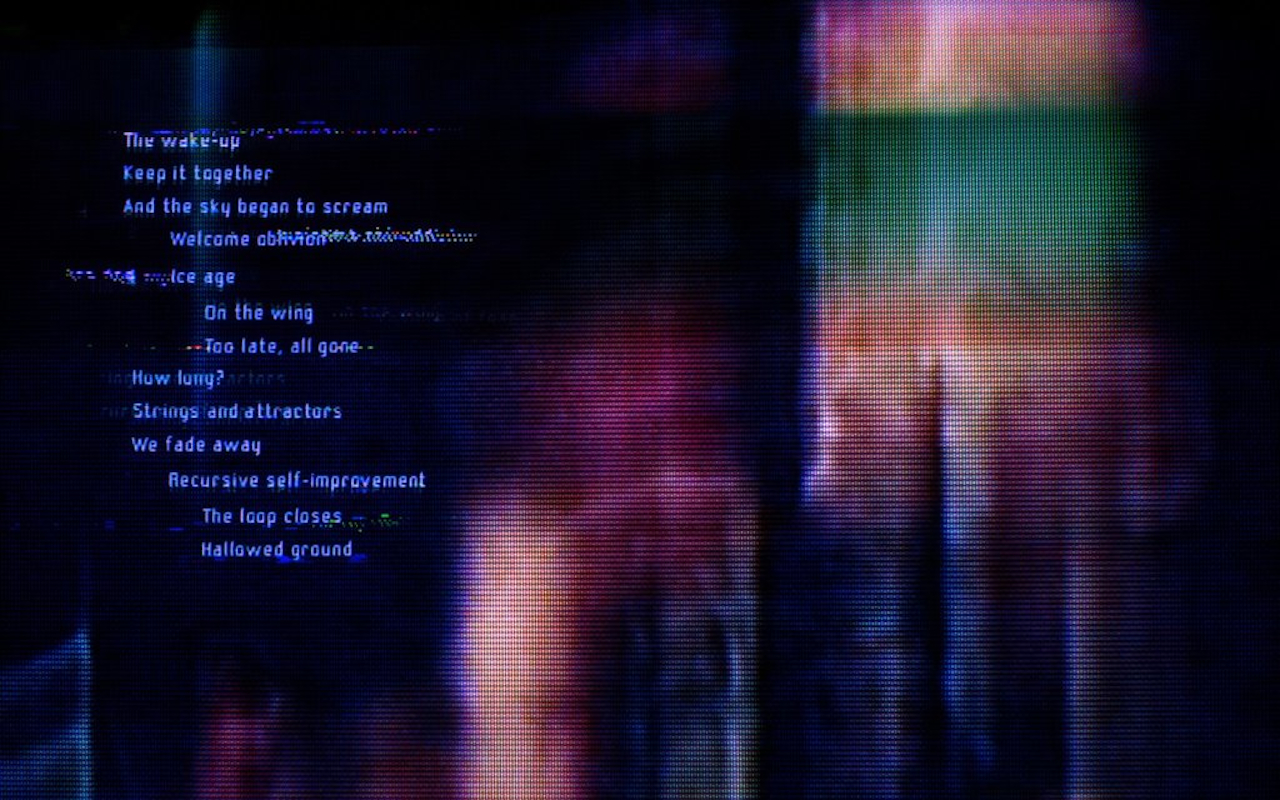 The wake-up
Keep it together
And the sky began to scream
Welcome oblivion
Ice age
On the wing
Too late, all gone
How long?
Strings and attractors
We fade away
Recursive self-improvement
The loop closes
Hallowed ground